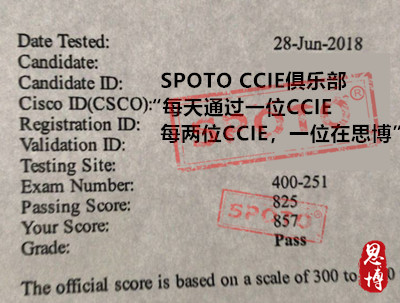 Date Tested: 28-Jun-2018
Candidate:
Candidate ID: SPOTO CCIE俱乐部
Cisco ID(CSCO): “每天通过一位CCIE
Registration ID: 每两位CCIE，一位在思博”
Validation ID:
SPOTO ®
Testing Site:
Exam Number: 400-251
Passing Score: 825
Your Score: 857
SPOTO ®
Grade: Pass
思博
The official score is based on a scale of 300 to